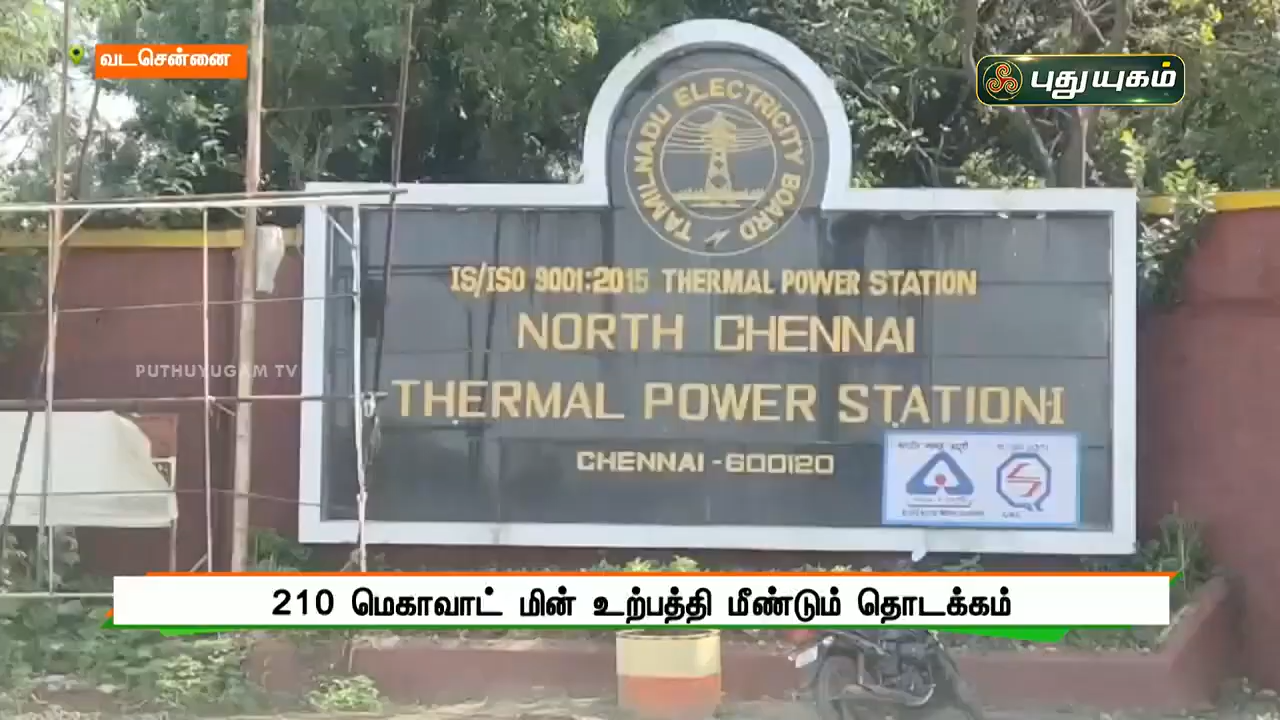 வடசென்னை
புதுயுகம்
TAMILNADU ELECTRICITY BOARD
IS/ISO 9001:2015 THERMAL POWER STATION
NORTH CHENNAI
PUTHUYUGAM TV
THERMAL POWER STATION-I
CHENNAI - 600120
210 மெகாவாட் மின் உற்பத்தி மீண்டும் தொடக்கம்